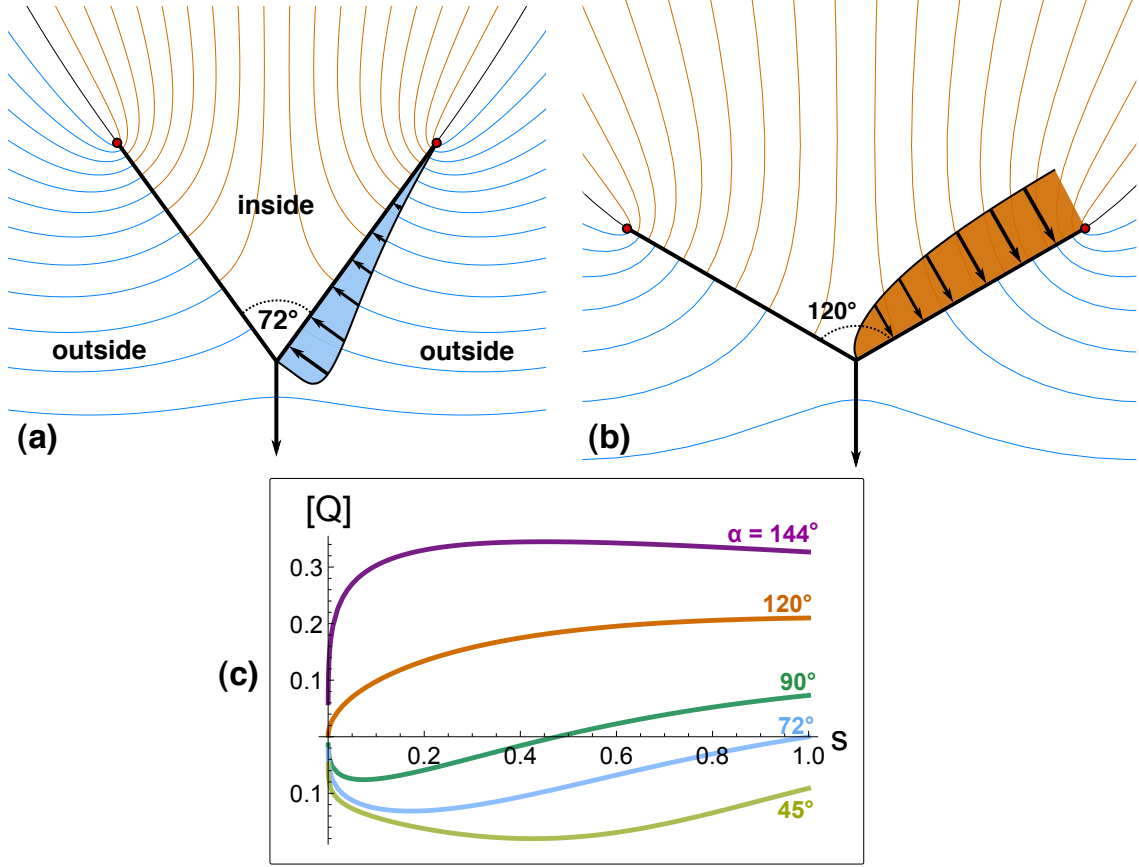 inside
72°
120°
outside
outside
(a)
(b)
[Q]
α = 144°
0.3
120°
0.2
(c)
0.1
90°
72°
0.2
0.4
0.6
0.8
1.0
s
0.1
45°